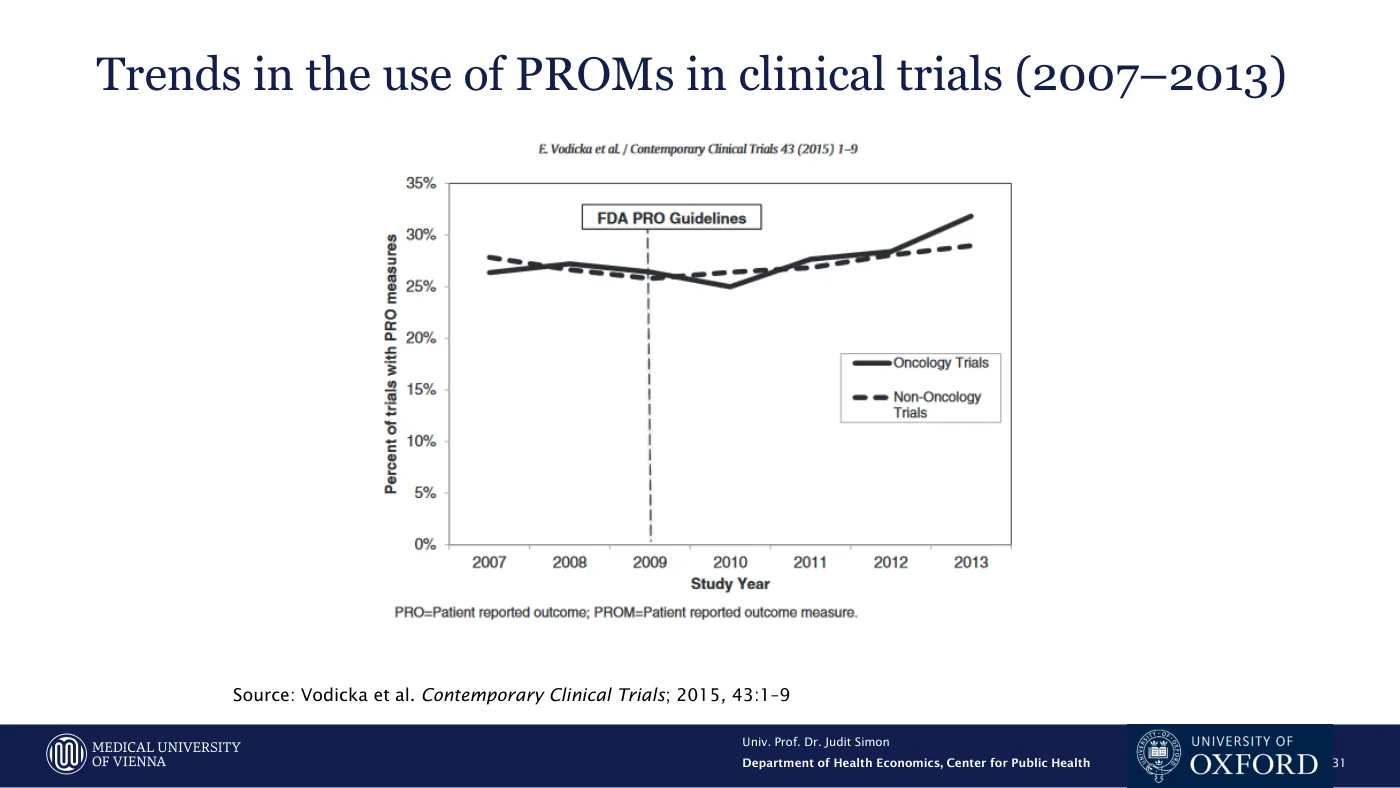 Trends in the use of PROMs in clinical trials (2007–2013)
E. Vodicka et al. / Contemporary Clinical Trials 43 (2015) 1–9
35%
30%
25%
20%
15%
10%
5%
0%
Percent of trials with PRO measures
FDA PRO Guidelines
Oncology Trials
Non-Oncology
Trials
2007 2008 2009 2010 2011 2012 2013
Study Year
PRO=Patient reported outcome; PROM=Patient reported outcome measure.
Source: Vodicka et al. Contemporary Clinical Trials; 2015, 43:1–9
MEDICAL UNIVERSITY
OF VIENNA
Univ. Prof. Dr. Judit Simon
Department of Health Economics, Center for Public Health
UNIVERSITY OF
OXFORD
31